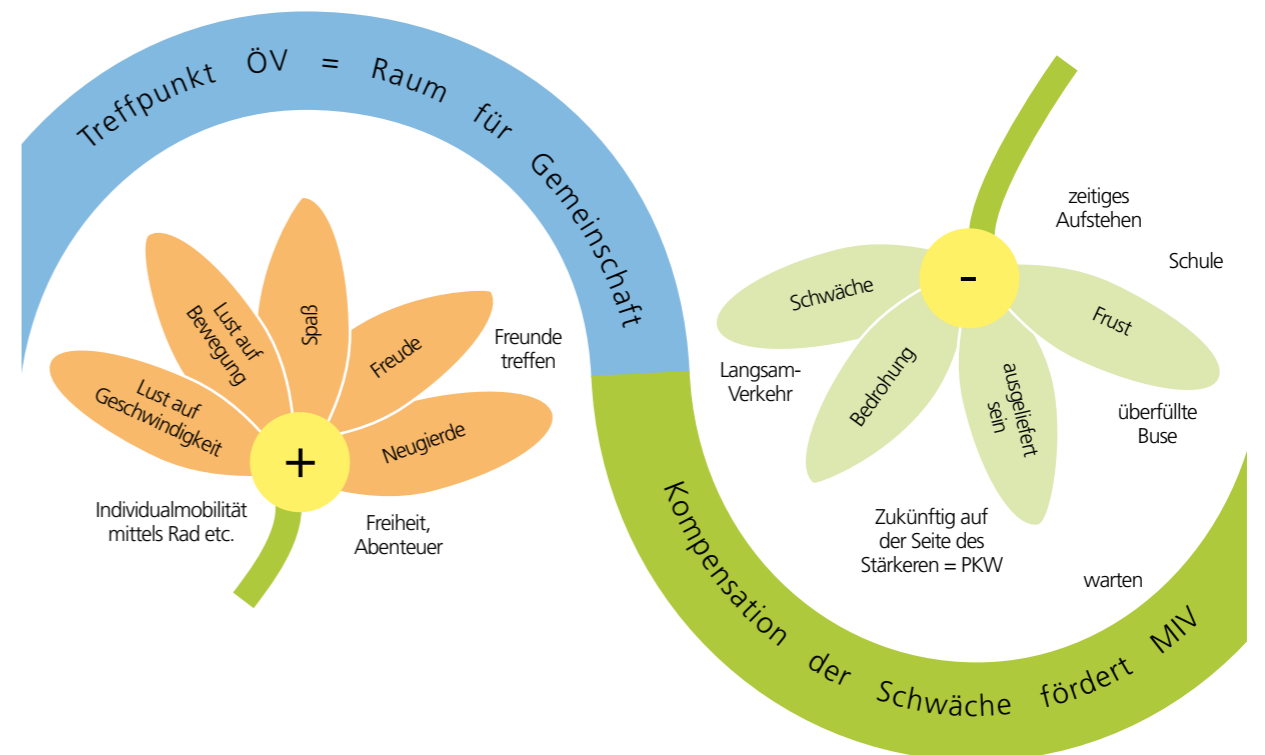 Treffpunkt ÖV = Raum für Gemeinschaft
Lust auf
Geschwindigkeit
Lust auf
Bewegung
Spaß
Freude
Neugierde
+
Freunde
treffen
Individualmobilität
mittels Rad etc.
Freiheit,
Abenteuer
zeitiges
Aufstehen
Schule
-
Schwäche
Bedrohung
ausgeliefert
sein
Frust
Langsam-
Verkehr
überfüllte
Buse
Zukünftig auf
der Seite des
Stärkeren = PKW
warten
Kompensation der Schwäche fördert MIV